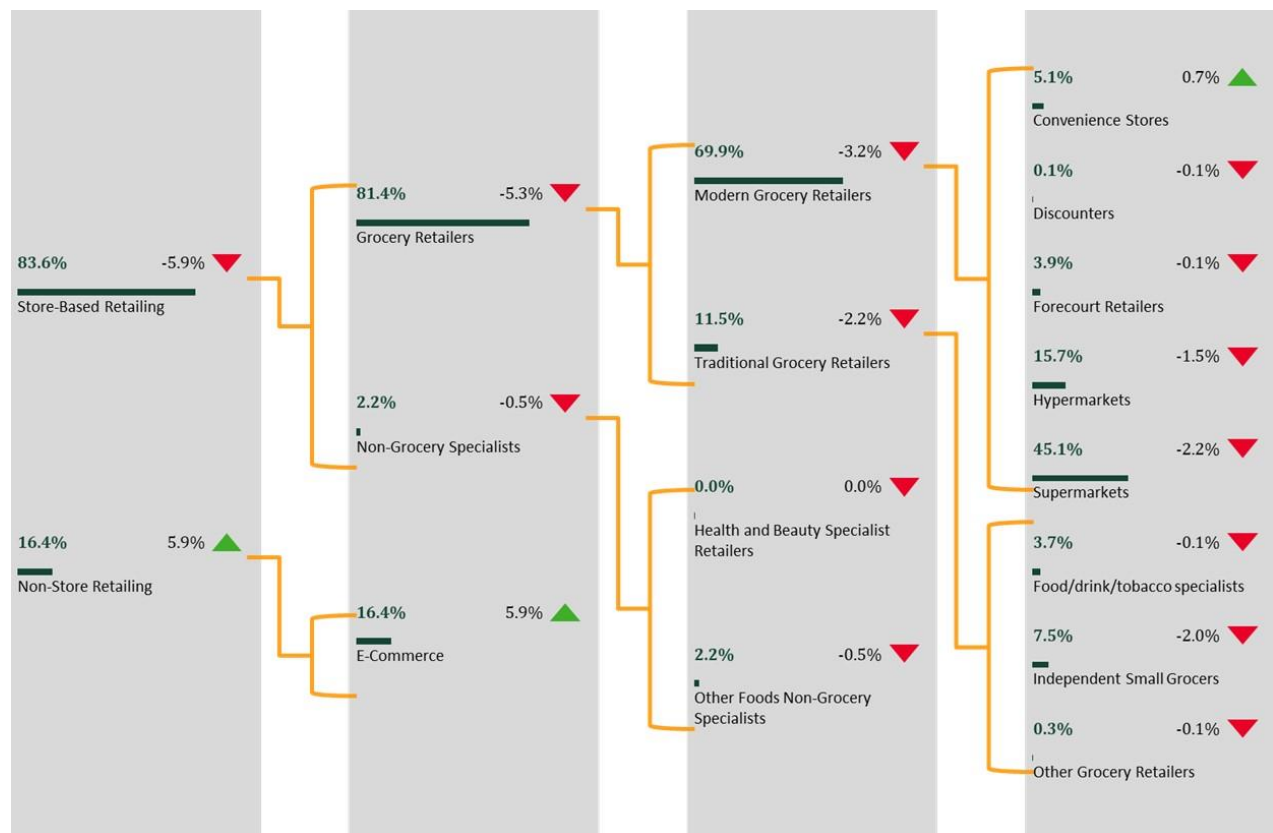 83.6% -5.9%
Store-Based Retailing
16.4% 5.9%
Non-Store Retailing
81.4% -5.3%
Grocery Retailers
2.2% -0.5%
Non-Grocery Specialists
16.4% 5.9%
E-Commerce
69.9% -3.2%
Modern Grocery Retailers
11.5% -2.2%
Traditional Grocery Retailers
0.0% 0.0%
Health and Beauty Specialist
Retailers
2.2% -0.5%
Other Foods Non-Grocery
Specialists
5.1% 0.7%
Convenience Stores
0.1% -0.1%
Discounters
3.9% -0.1%
Forecourt Retailers
15.7% -1.5%
Hypermarkets
45.1% -2.2%
Supermarkets
3.7% -0.1%
Food/drink/tobacco specialists
7.5% -2.0%
Independent Small Grocers
0.3% -0.1%
Other Grocery Retailers